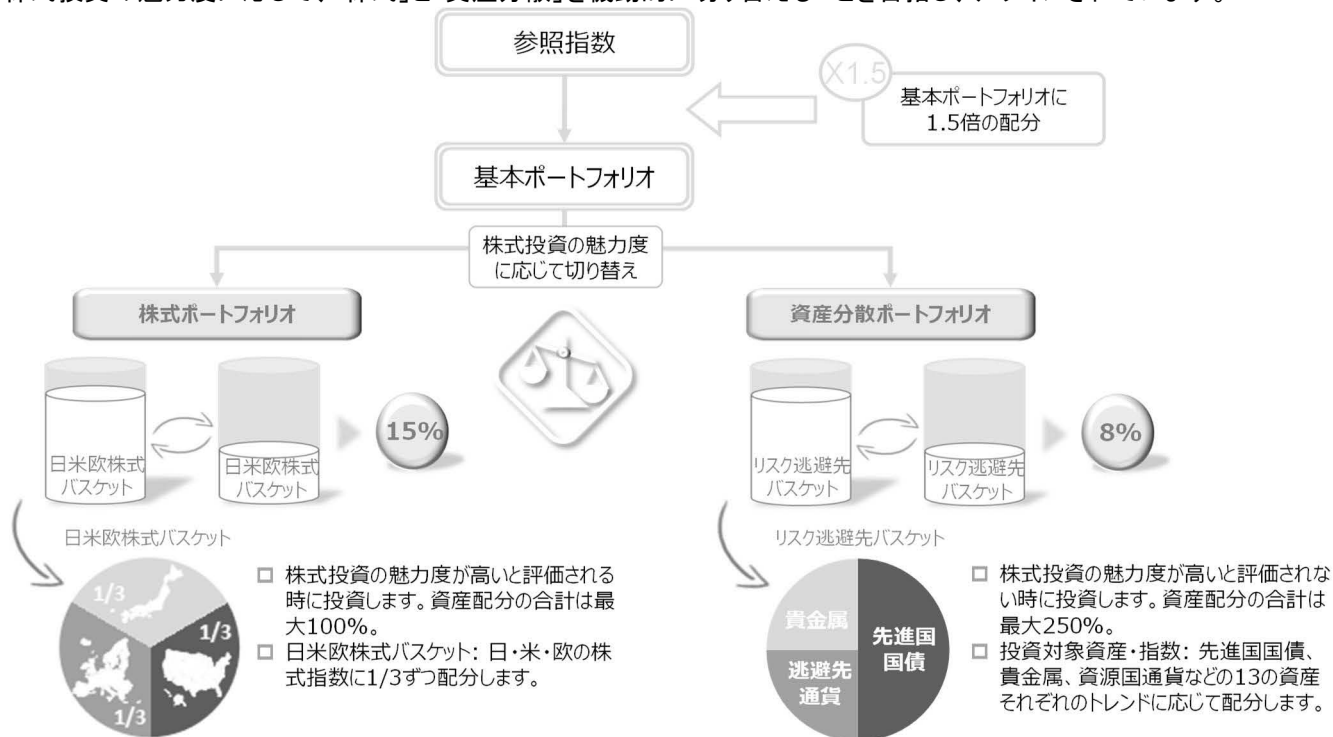 参照指数
X1.5
基本ポートフォリオに
1.5倍の配分
基本ポートフォリオ
株式投資の魅力度
に応じて切り替え
株式ポートフォリオ
日米欧株式
バスケット
日米欧株式
バスケット
15%
日米欧株式バスケット
1/3
1/3
1/3
□ 株式投資の魅力度が高いと評価される
時に投資します。資産配分の合計は最
大100%。
□ 日米欧株式バスケット: 日・米・欧の株
式指数に1/3ずつ配分します。
資産分散ポートフォリオ
リスク逃避先
バスケット
リスク逃避先
バスケット
8%
リスク逃避先バスケット
貴金属
先進国
国債
逃避先
通貨
□ 株式投資の魅力度が高いと評価されな
い時に投資します。資産配分の合計は
最大250%。
□ 投資対象資産・指数: 先進国国債、
貴金属、資源国通貨などの13の資産
それぞれのトレンドに応じて配分します。